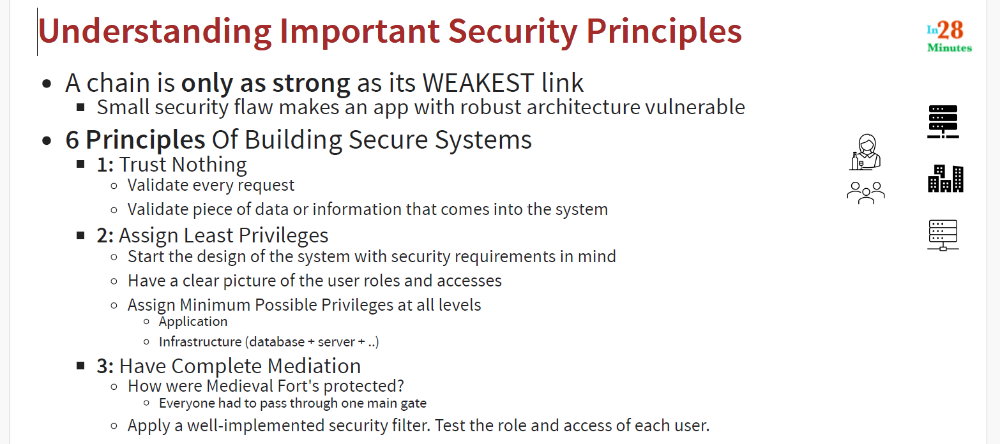 Understanding Important Security Principles
In28
Minutes
A chain is only as strong as its WEAKEST link
Small security flaw makes an app with robust architecture vulnerable
6 Principles Of Building Secure Systems
1: Trust Nothing
Validate every request
Validate piece of data or information that comes into the system
2: Assign Least Privileges
Start the design of the system with security requirements in mind
Have a clear picture of the user roles and accesses
Assign Minimum Possible Privileges at all levels
Application
Infrastructure (database + server + ..)
3: Have Complete Mediation
How were Medieval Fort's protected?
Everyone had to pass through one main gate
Apply a well-implemented security filter. Test the role and access of each user.